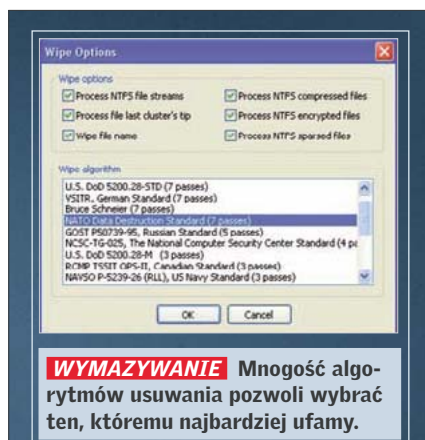 Wipe Options
Wipe options
Process NTFS file streams
Process NTFS compressed files
Process file last cluster's tip
Process NTFS encrypted files
Wipe file name
Process NTFS sparsed files
Wipe algorithm
U.S. DoD 5200.28-STD (7 passes)
VSITR, German Standard (7 passes)
Bruce Schneier (7 passes)
NATO Data Destruction Standard (7 passes)
GOST P50739-95, Russian Standard (5 passes)
NCSC-TG-025, The National Computer Security Center Standard (4 pa
U.S. DoD 5200.28-M (3 passes)
RCMP TSSIT OPS-II, Canadian Standard (3 passes)
NAVSO P-5239-26 (RLL), US Navy Standard (3 passes)
OK
Cancel
WYMAZYWANIE Mnogość algo-
rytmów usuwania pozwoli wybrać
ten, któremu najbardziej ufamy.